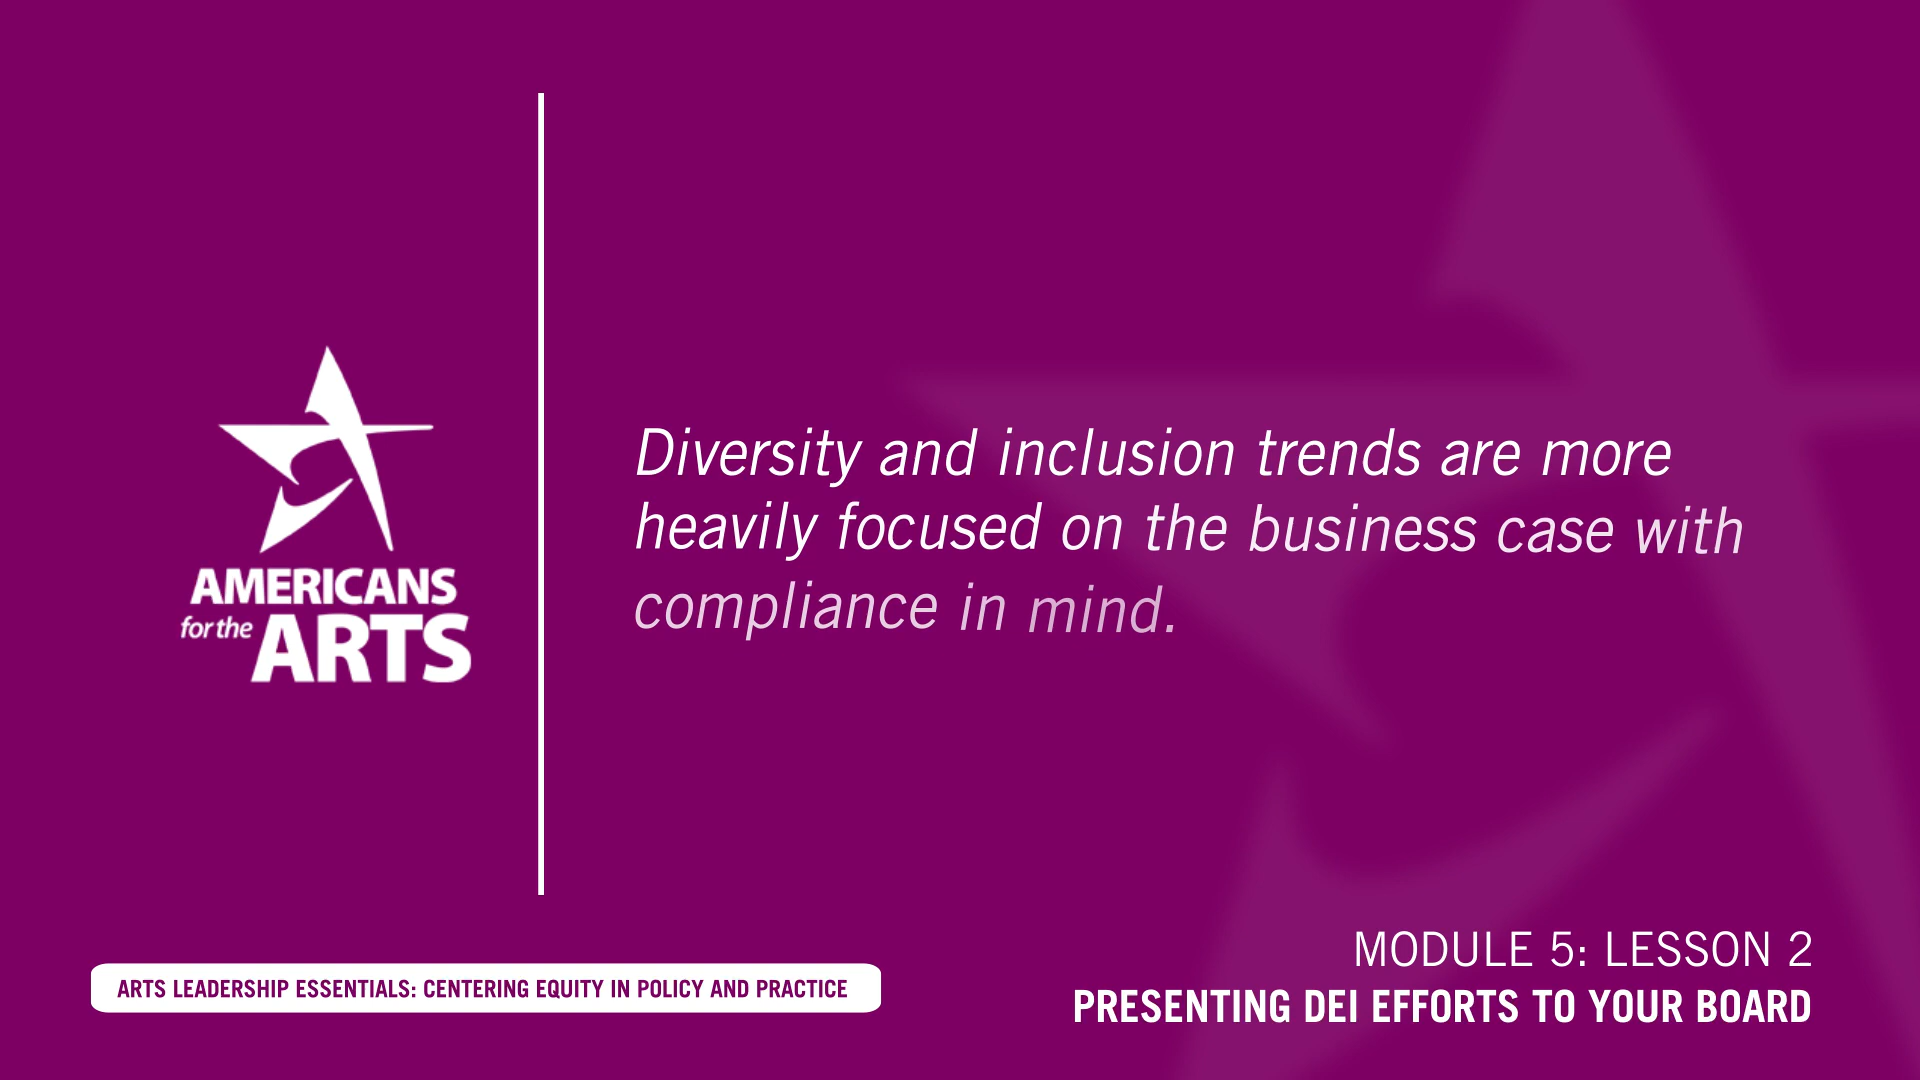 AMERICANS
for the ARTS
Diversity and inclusion trends are more
heavily focused on the business case with
compliance in mind.
ARTS LEADERSHIP ESSENTIALS: CENTERING EQUITY IN POLICY AND PRACTICE
MODULE 5: LESSON 2
PRESENTING DEI EFFORTS TO YOUR BOARD